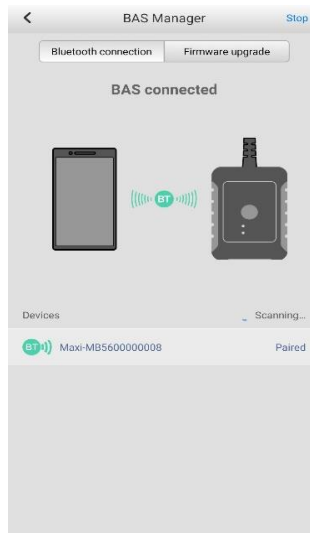 BAS Manager Stop
Bluetooth connection Firmware upgrade
BAS connected
BT
Devices Scanning...
BT Maxi-MB5600000008 Paired